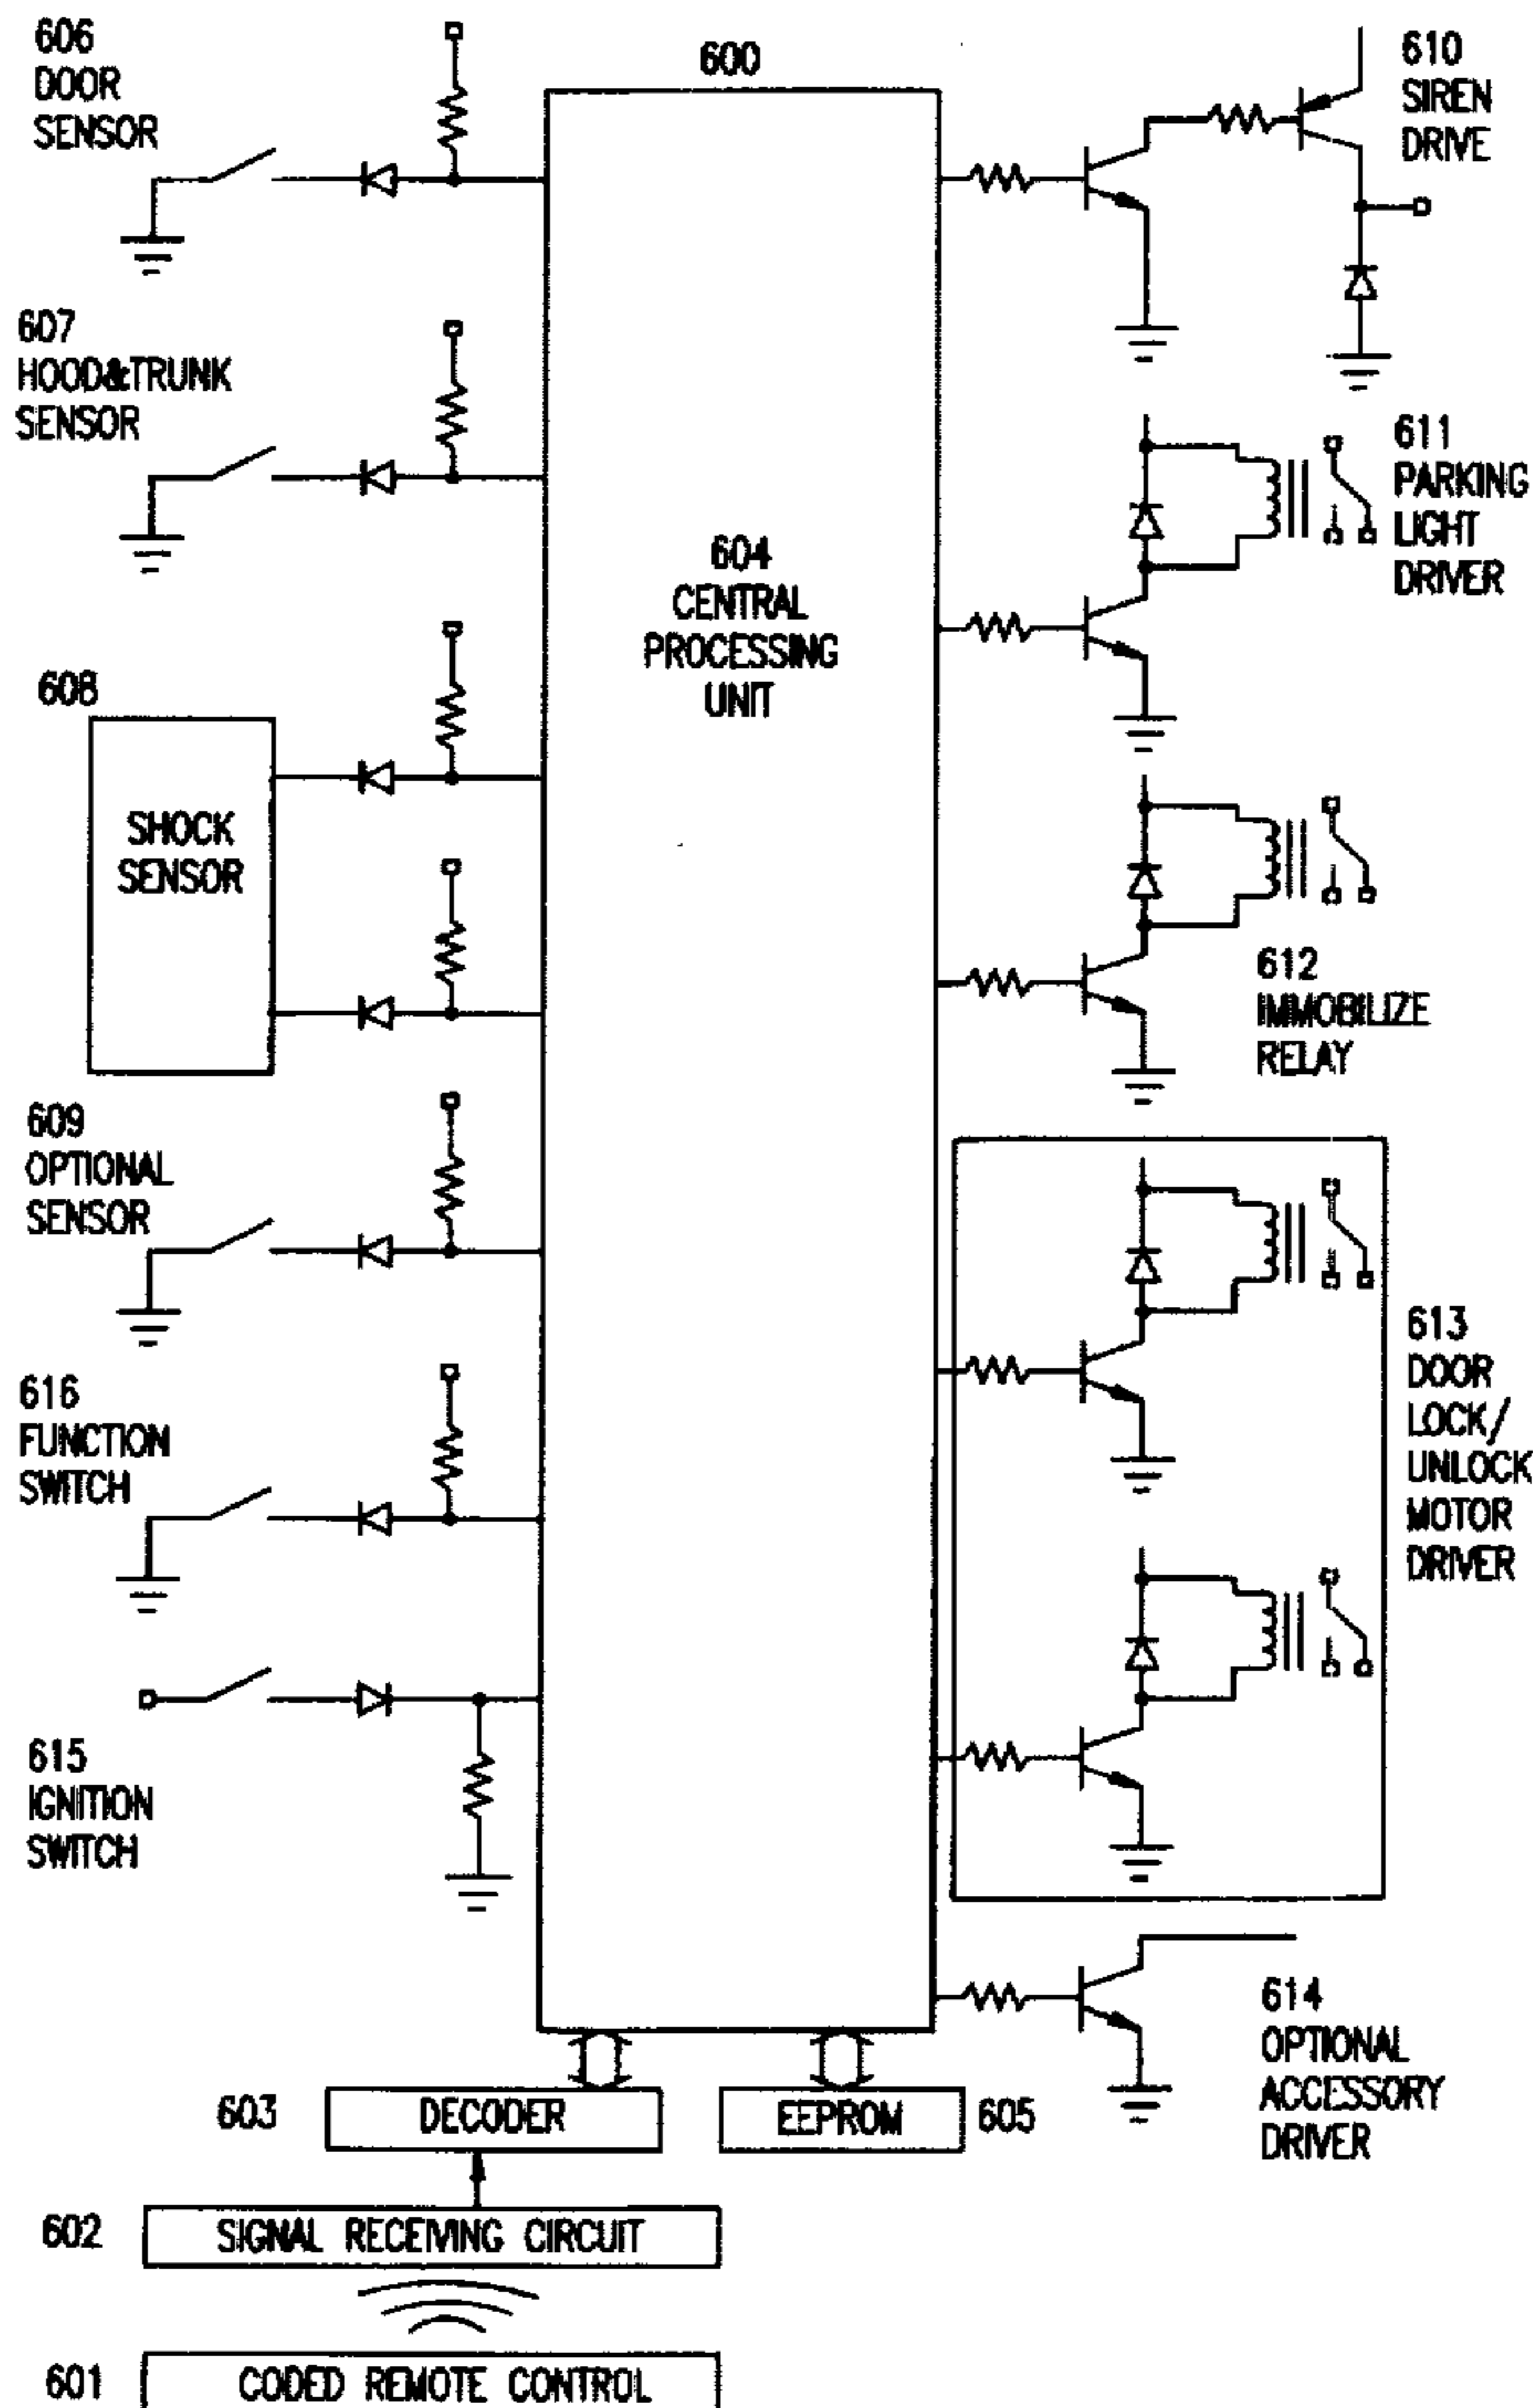 606
DOOR
SENSOR
600
610
SIREN
DRIVE
607
HOOD&TRUNK
SENSOR
611
PARKING
LIGHT
DRIVER
604
CENTRAL
PROCESSING
UNIT
608
SHOCK
SENSOR
612
IMMOBILIZE
RELAY
609
OPTIONAL
SENSOR
613
DOOR
LOCK/
UNLOCK
MOTOR
DRIVER
616
FUNCTION
SWITCH
615
IGNITION
SWITCH
614
OPTIONAL
ACCESSORY
DRIVER
603 DECODER
EEPROM 605
602 SIGNAL RECEIVING CIRCUIT
601 CODED REMOTE CONTROL